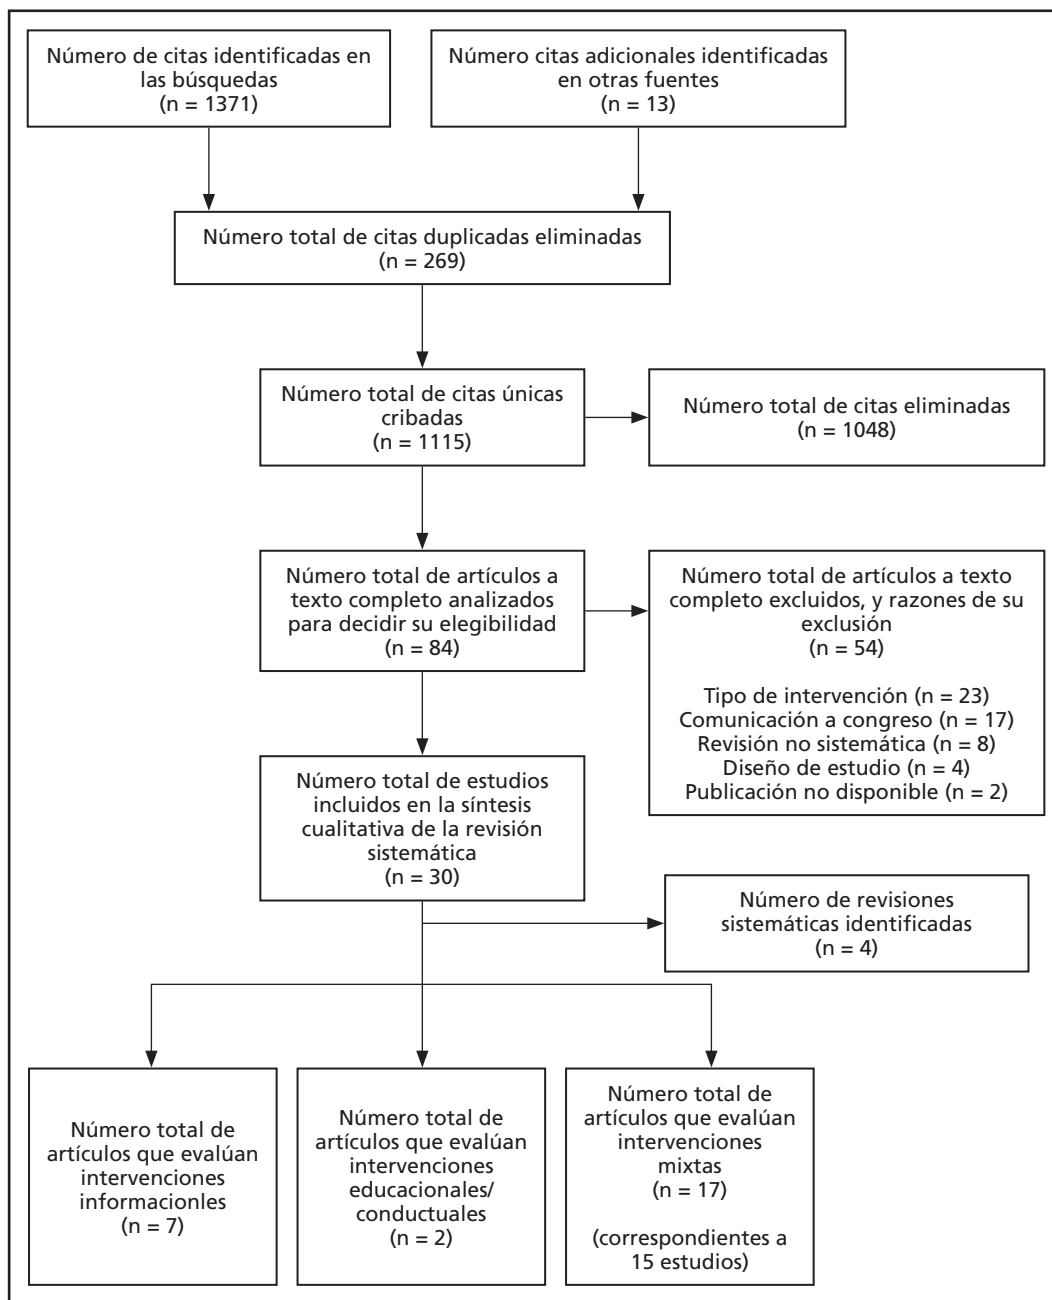 Número de citas identificadas en
las búsquedas
(n = 1371)
Número citas adicionales identificadas
en otras fuentes
(n = 13)
Número total de citas duplicadas eliminadas
(n = 269)
Número total de citas únicas
cribadas
(n = 1115)
Número total de citas eliminadas
(n = 1048)
Número total de artículos a
texto completo analizados
para decidir su elegibilidad
(n = 84)
Número total de artículos a texto
completo excluidos, y razones de su
exclusión
(n = 54)
Tipo de intervención (n = 23)
Comunicación a congreso (n = 17)
Revisión no sistemática (n = 8)
Diseño de estudio (n = 4)
Publicación no disponible (n = 2)
Número total de estudios
incluidos en la síntesis
cualitativa de la revisión
sistemática
(n = 30)
Número de revisiones
sistemáticas identificadas
(n = 4)
Número total de
artículos que evalúan
intervenciones
informacionles
(n = 7)
Número total de
artículos que evalúan
intervenciones
educacionales/
conductuales
(n = 2)
Número total de
artículos que evalúan
intervenciones
mixtas
(n = 17)
(correspondientes a
15 estudios)